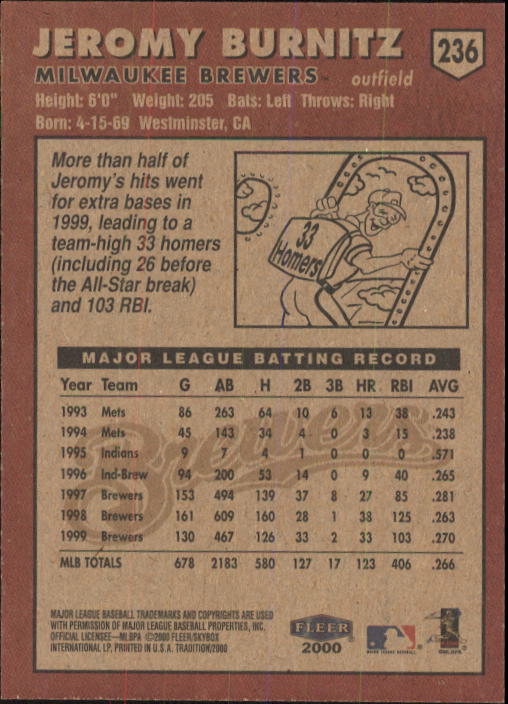 JEROMY BURNITZ
236
MILWAUKEE BREWERS™ outfield
Height: 6'0" Weight: 205 Bats: Left Throws: Right
Born: 4-15-69 Westminster, CA
More than half of
Jeromy's hits went
for extra bases in
1999, leading to a
team-high 33 homers
(including 26 before
the All-Star break)
and 103 RBI.
33
Homers
MAJOR LEAGUE BATTING RECORD
Year Team G AB H 2B 3B HR RBI AVG
1993 Mets 86 263 64 10 6 13 38 .243
1994 Mets 45 143 34 4 0 3 15 .238
1995 Indians 9 7 4 1 0 0 0 .571
1996 Ind-Brew 94 200 53 14 0 9 40 .265
1997 Brewers 153 494 139 37 8 27 85 .281
1998 Brewers 161 609 160 28 1 38 125 .263
1999 Brewers 130 467 126 33 2 33 103 .270
MLB TOTALS 678 2183 580 127 17 123 406 .266
Brewers
MAJOR LEAGUE BASEBALL TRADEMARKS AND COPYRIGHTS ARE USED
WITH PERMISSION OF MAJOR LEAGUE BASEBALL PROPERTIES, INC.
OFFICIAL LICENSEE—MLBPA ©2000 FLEER/SKYBOX
INTERNATIONAL LP, PRINTED IN U.S.A. TRADITION/2000
FLEER
2000
MAJOR LEAGUE BASEBALL
©MLBPA